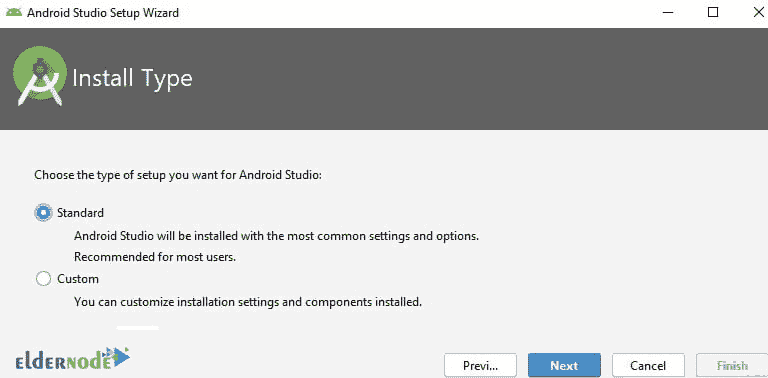 Android Studio Setup Wizard
Install Type
Choose the type of setup you want for Android Studio:
Standard
Android Studio will be installed with the most common settings and options.
Recommended for most users.
Custom
You can customize installation settings and components installed.
eldernode
Previ... Next Cancel Finish